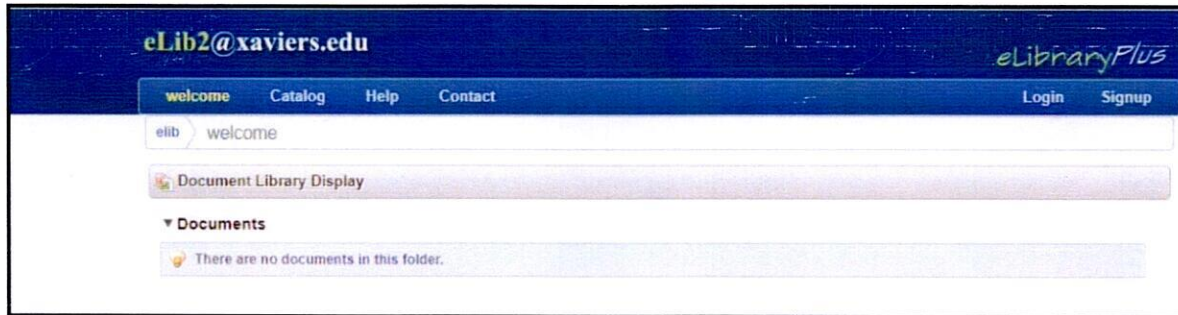 eLib2@xaviers.edu
eLibraryPlus
welcome Catalog Help Contact Login Signup
elib welcome
Document Library Display
Documents
There are no documents in this folder.